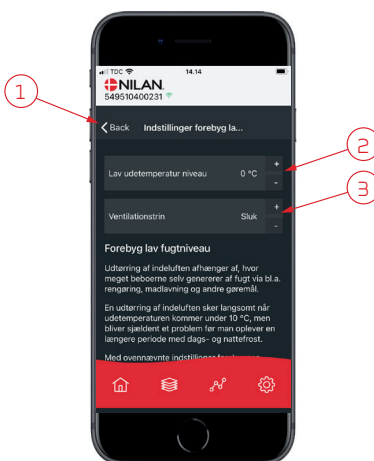 TDC
14.14
NILAN
549510400231
Back
Indstillinger forebyg la...
Lav udetemperatur niveau
0 °C
+
-
Ventilationstrin
Sluk
+
-
Forebyg lav fugtniveau
Udtørring af indeluften afhænger af, hvor
meget beboerne selv genererer af fugt via bl.a.
rengøring, madlavning og andre gøremål.
En udtørring af indeluften sker langsomt når
udetemperaturen kommer under 10 °C, men
bliver sjældent et problem før man oplever en
længere periode med dags- og nattefrost.
Med ovennævnte indstillinger
1
2
3